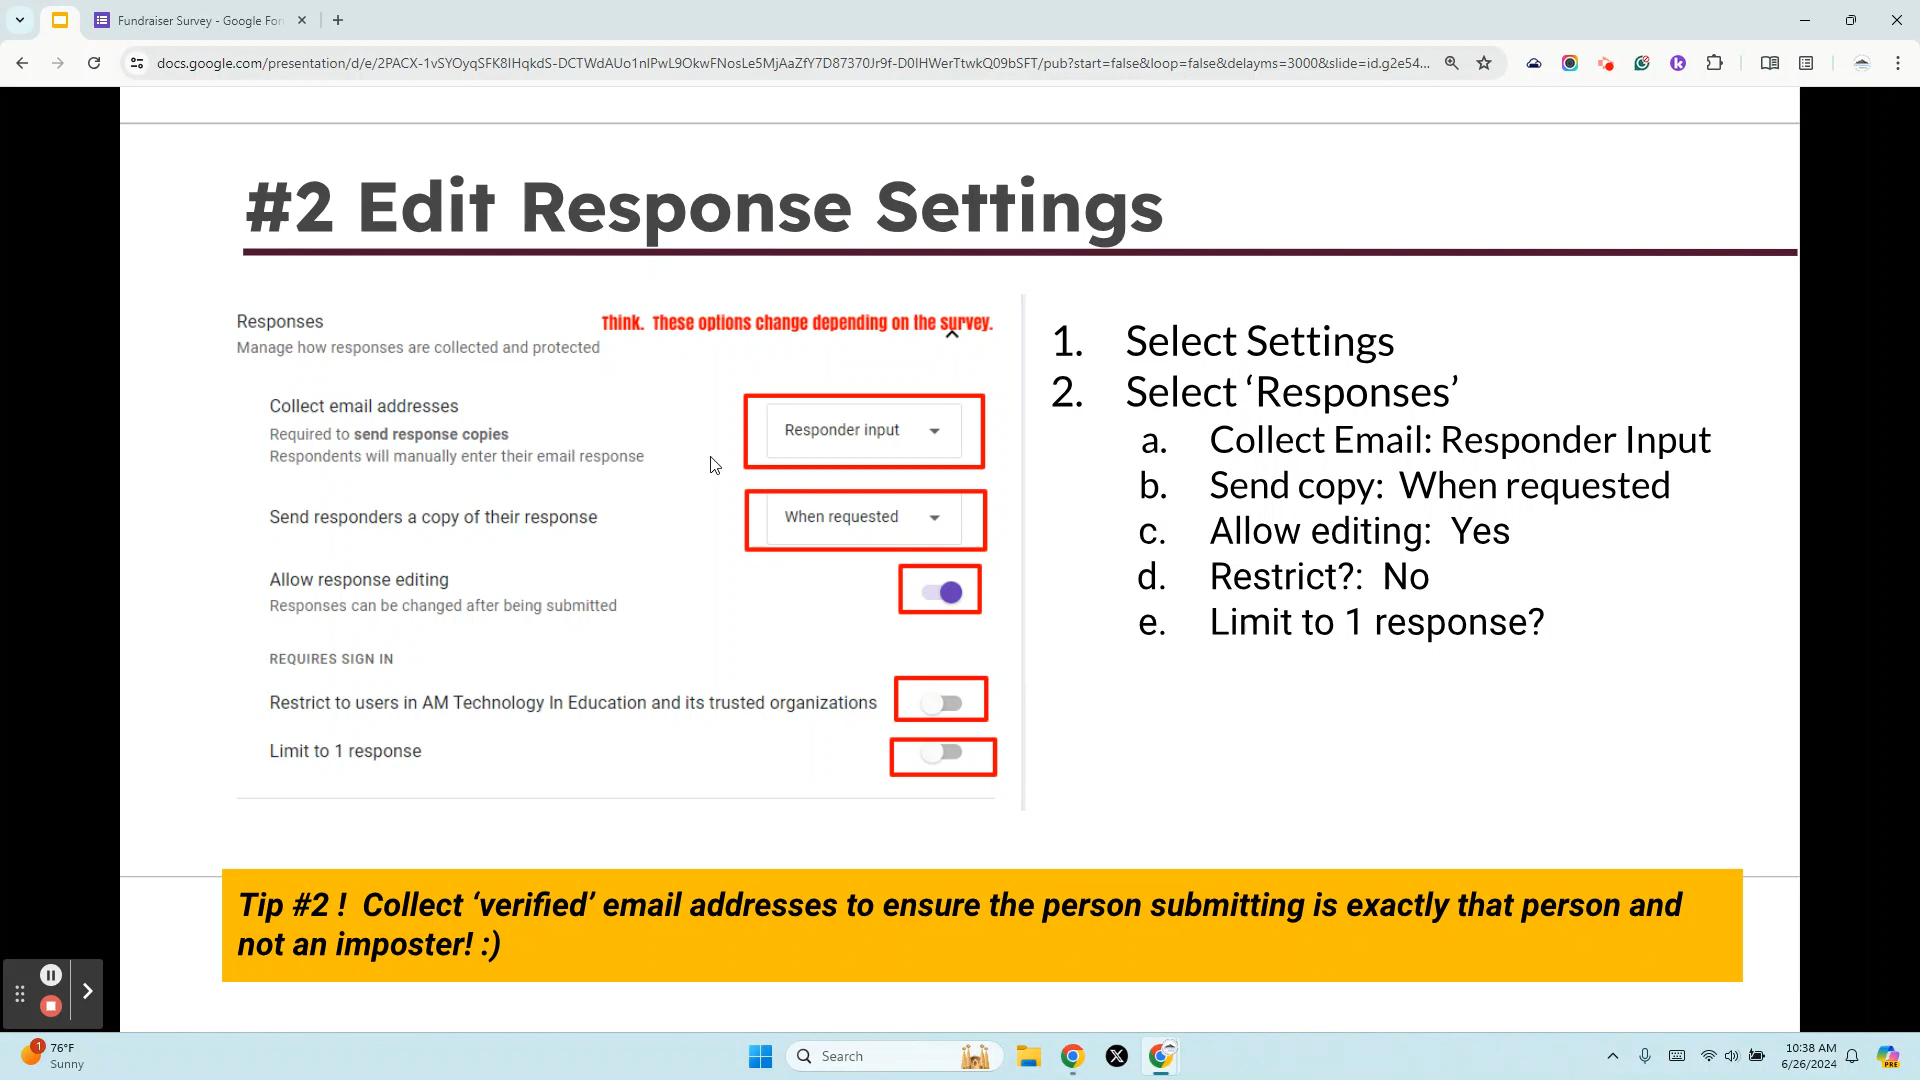 Fundraiser Survey - Google For
docs.google.com/presentation/d/e/2PACX-1vSYOyqSFK8IHqkdS-DCTWdAUo1nIPwL9OkwFNosLe5MjAaZfY7D87370Jr9f-D0IHWerTtwkQ09bSFT/pub?start=false&loop=false&delayms=3000&slide=id.g2e54...
#2 Edit Response Settings
Responses
Think. These options change depending on the survey.
Manage how responses are collected and protected
Collect email addresses
Required to send response copies
Respondents will manually enter their email response
Responder input
Send responders a copy of their response
When requested
Allow response editing
Responses can be changed after being submitted
REQUIRES SIGN IN
Restrict to users in AM Technology In Education and its trusted organizations
Limit to 1 response
1. Select Settings
2. Select ‘Responses’
a. Collect Email: Responder Input
b. Send copy: When requested
c. Allow editing: Yes
d. Restrict?: No
e. Limit to 1 response?
Tip #2 ! Collect ‘verified’ email addresses to ensure the person submitting is exactly that person and
not an imposter! :)
1
76°F
Sunny
Search
10:38 AM
6/26/2024
PRE